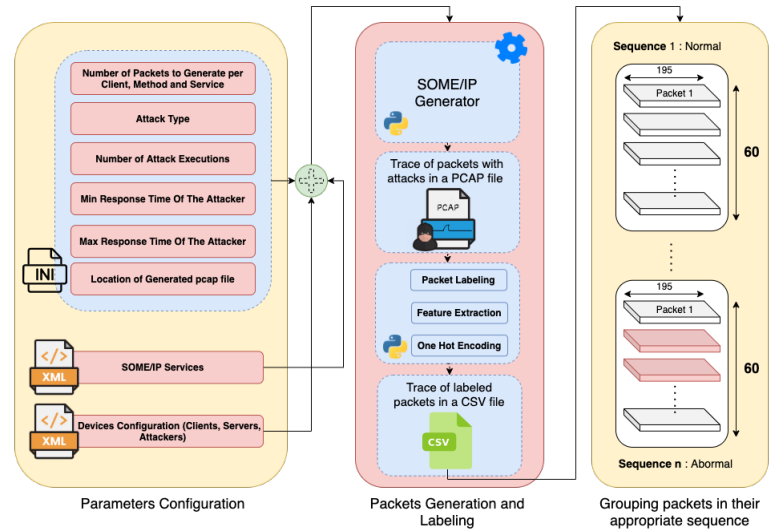 Number of Packets to Generate per
Client, Method and Service
Attack Type
Number of Attack Executions
Min Response Time Of The Attacker
Max Response Time Of The Attacker
Location of Generated pcap file
INI
</>
XML
SOME/IP Services
</>
XML
Devices Configuration (Clients, Servers,
Attackers)
Parameters Configuration
SOME/IP
Generator
Trace of packets with
attacks in a PCAP file
PCAP
Packet Labeling
Feature Extraction
One Hot Encoding
Trace of labeled
packets in a CSV file
CSV
Packets Generation and
Labeling
Sequence 1 : Normal
195
Packet 1
60
195
Packet 1
60
Sequence n : Abormal
Grouping packets in their
appropriate sequence